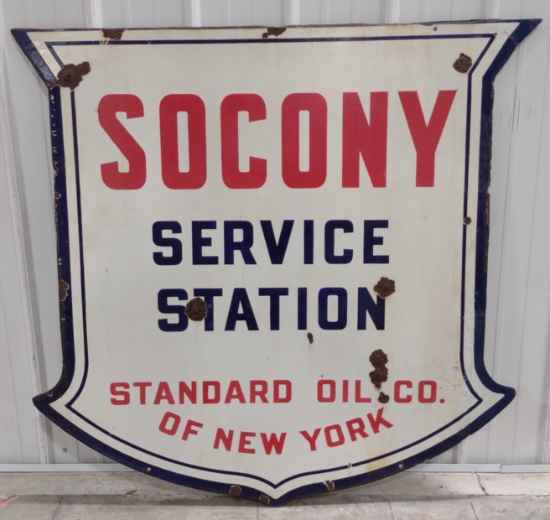 SOCONY
SERVICE
STATION
STANDARD OIL CO.
OF NEW YORK